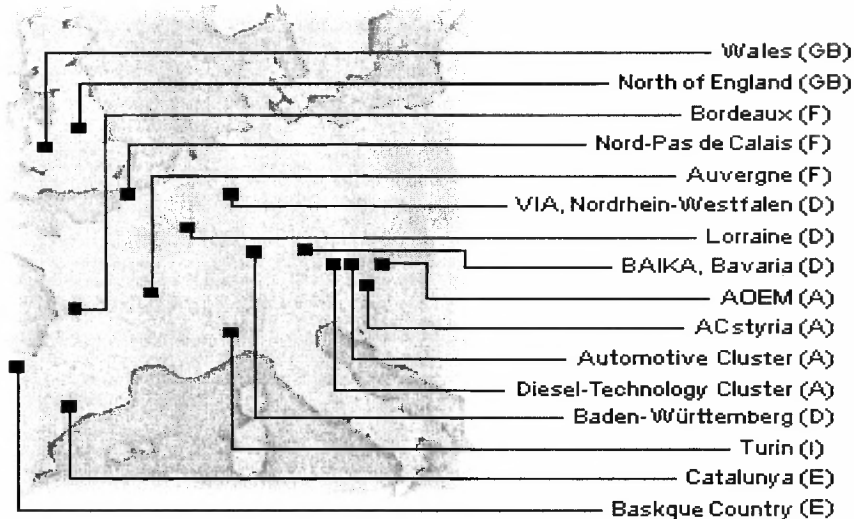 Wales (GB)
North of England (GB)
Bordeaux (F)
Nord-Pas de Calais (F)
Auvergne (F)
VIA, Nordrhein-Westfalen (D)
Lorraine (D)
BAIKA, Bavaria (D)
AOEM (A)
ACstyria (A)
Automotive Cluster (A)
Diesel-Technology Cluster (A)
Baden-Württemberg (D)
Turin (I)
Catalunya (E)
Baskque Country (E)